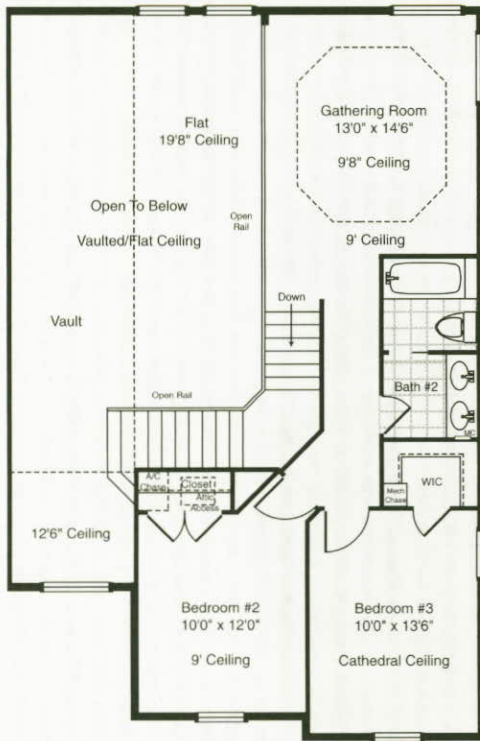 Flat
19'8" Ceiling
Gathering Room
13'0" x 14'6"
9'8" Ceiling
Open To Below
Vaulted/Flat Ceiling
Open
Rail
9' Ceiling
Vault
Down
Open Rail
Bath #2
MC
A/C
Chase
Closet
Attic
Access
Mech
Chase
WIC
12'6" Ceiling
Bedroom #2
10'0" x 12'0"
9' Ceiling
Bedroom #3
10'0" x 13'6"
Cathedral Ceiling